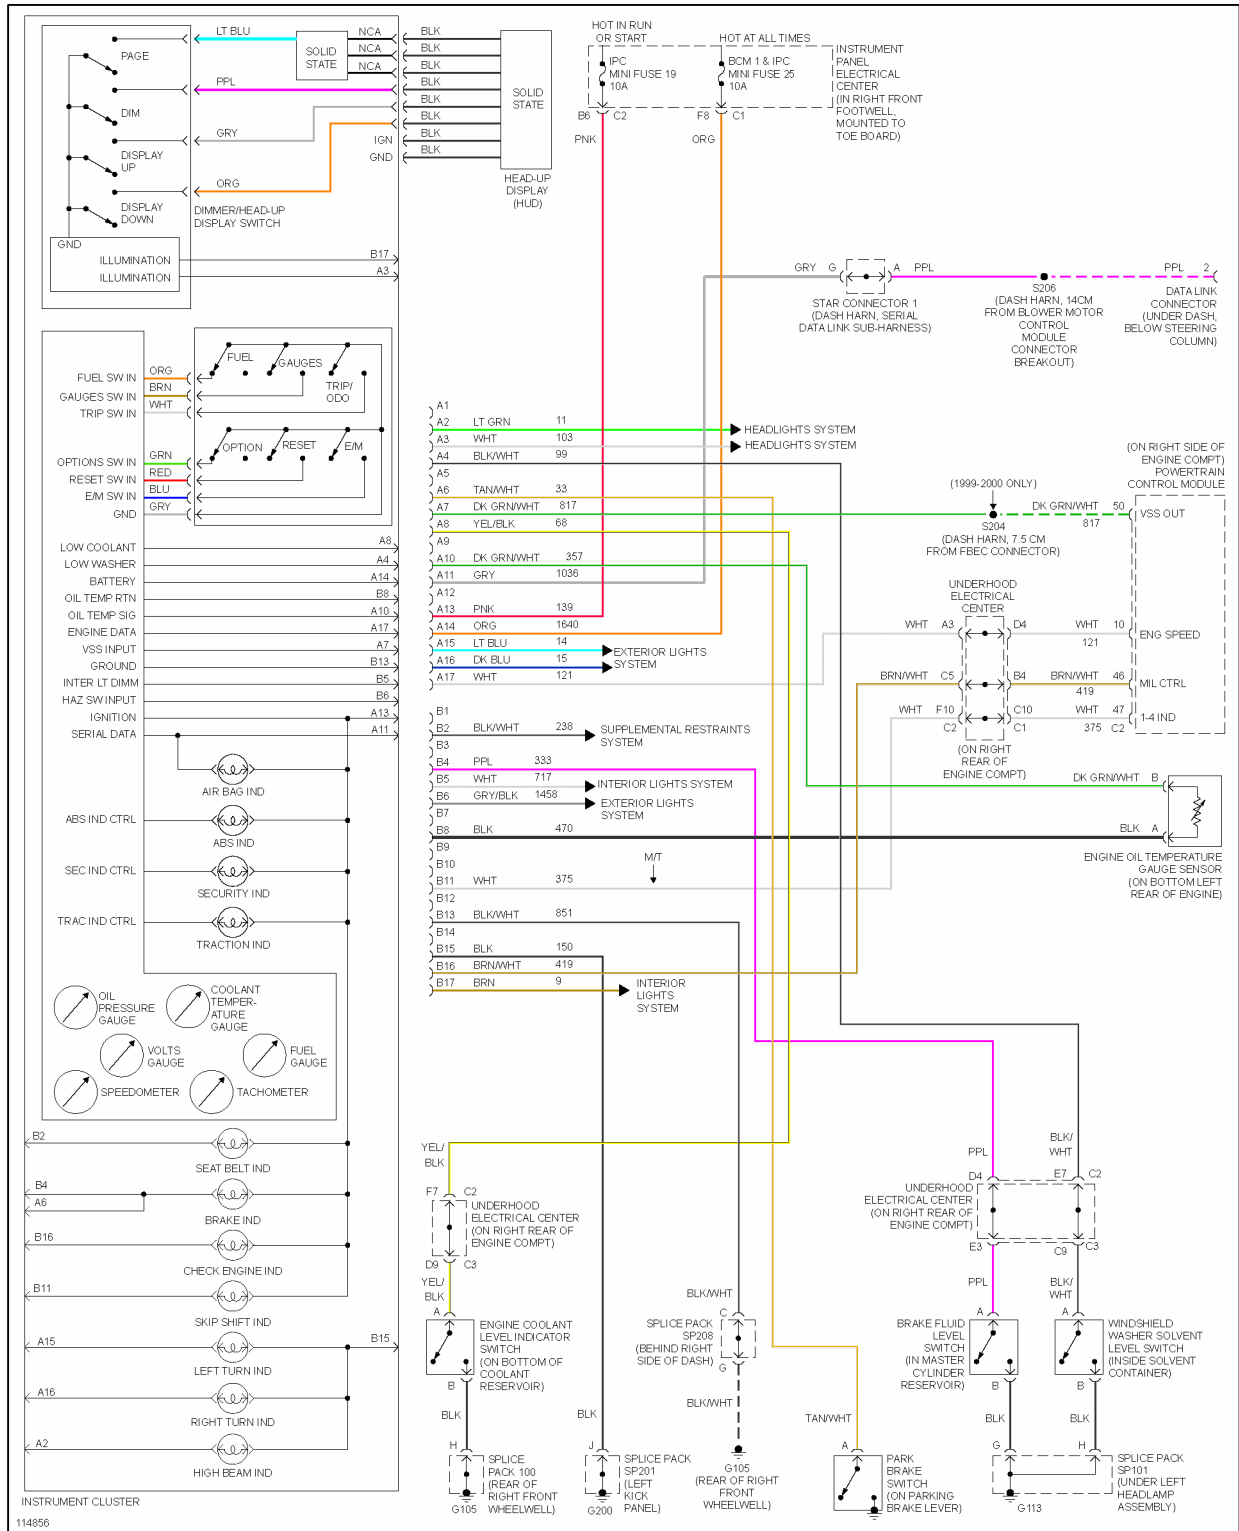 LT BLU
NCA
BLK
PAGE
SOLID
STATE
NCA
BLK
NCA
BLK
PPL
BLK
BLK
DIM
BLK
GRY
IGN
BLK
DISPLAY
UP
GND
BLK
ORG
DISPLAY
DOWN
DIMMER/HEAD-UP
DISPLAY SWITCH
GND
ILLUMINATION
B17
ILLUMINATION
A3
SOLID
STATE
HEAD-UP
DISPLAY
(HUD)
HOT IN RUN
OR START
HOT AT ALL TIMES
IPC
MINI FUSE 19
10A
BCM 1 & IPC
MINI FUSE 25
10A
INSTRUMENT
PANEL
ELECTRICAL
CENTER
(IN RIGHT FRONT
FOOTWELL,
MOUNTED TO
TOE BOARD)
B6 C2
F8 C1
PNK
ORG
GRY G
A PPL
PPL 2
STAR CONNECTOR 1
(DASH HARN, SERIAL
DATA LINK SUB-HARNESS)
S206
(DASH HARN, 14CM
FROM BLOWER MOTOR
CONTROL
MODULE
CONNECTOR
BREAKOUT)
DATA LINK
CONNECTOR
(UNDER DASH,
BELOW STEERING
COLUMN)
FUEL
GAUGES
TRIP/
ODO
FUEL SW IN ORG
GAUGES SW IN BRN
TRIP SW IN WHT
OPTION
RESET
E/M
OPTIONS SW IN GRN
RESET SW IN RED
E/M SW IN BLU
GND GRY
LOW COOLANT A8
LOW WASHER A4
BATTERY A14
OIL TEMP RTN B8
OIL TEMP SIG A10
ENGINE DATA A17
VSS INPUT A7
GROUND B13
INTER LT DIMM B5
HAZ SW INPUT B6
IGNITION A13
SERIAL DATA A11
AIR BAG IND
ABS IND CTRL
ABS IND
SEC IND CTRL
SECURITY IND
TRAC IND CTRL
TRACTION IND
OIL
PRESSURE
GAUGE
COOLANT
TEMPER-
ATURE
GAUGE
VOLTS
GAUGE
FUEL
GAUGE
SPEEDOMETER
TACHOMETER
B2
SEAT BELT IND
B4
A6
BRAKE IND
B16
CHECK ENGINE IND
B11
SKIP SHIFT IND
A15
B15
LEFT TURN IND
A16
RIGHT TURN IND
A2
HIGH BEAM IND
INSTRUMENT CLUSTER
114856
A1
A2 LT GRN 11 HEADLIGHTS SYSTEM
A3 WHT 103 HEADLIGHTS SYSTEM
A4 BLK/WHT 99
A5
A6 TAN/WHT 33
A7 DK GRN/WHT 817
A8 YEL/BLK 68
A9
A10 DK GRN/WHT 357
A11 GRY 1036
A12
A13 PNK 139
A14 ORG 1640
A15 LT BLU 14
A16 DK BLU 15
EXTERIOR LIGHTS
SYSTEM
A17 WHT 121
B1
B2 BLK/WHT 238
SUPPLEMENTAL RESTRAINTS
SYSTEM
B3
B4 PPL 333
B5 WHT 717 INTERIOR LIGHTS SYSTEM
B6 GRY/BLK 1458
EXTERIOR LIGHTS
SYSTEM
B7
B8 BLK 470
B9
B10
B11 WHT 375
M/T
B12
B13 BLK/WHT 851
B14
B15 BLK 150
B16 BRN/WHT 419
B17 BRN 9
INTERIOR
LIGHTS
SYSTEM
(ON RIGHT SIDE OF
ENGINE COMPT)
POWERTRAIN
CONTROL MODULE
(1999-2000 ONLY)
S204
(DASH HARN, 7.5 CM
FROM FBEC CONNECTOR)
DK GRN/WHT 50
817
VSS OUT
UNDERHOOD
ELECTRICAL
CENTER
WHT A3
D4 WHT 10
121
ENG SPEED
BRN/WHT C5
B4 BRN/WHT 46
419
MIL CTRL
WHT F10
C2
C10 WHT 47
C1 375 C2
1-4 IND
(ON RIGHT
REAR OF
ENGINE COMPT)
DK GRN/WHT B
BLK A
ENGINE OIL TEMPERATURE
GAUGE SENSOR
(ON BOTTOM LEFT
REAR OF ENGINE)
YEL/
BLK
F7 C2
UNDERHOOD
ELECTRICAL CENTER
(ON RIGHT REAR OF
ENGINE COMPT)
D9 C3
YEL/
BLK
A
ENGINE COOLANT
LEVEL INDICATOR
SWITCH
(ON BOTTOM OF
COOLANT
RESERVOIR)
B
BLK
H
SPLICE
PACK 100
(REAR OF
RIGHT FRONT
WHEELWELL)
G105
BLK
J
SPLICE PACK
SP201
(LEFT
KICK
PANEL)
G200
BLK/WHT
C
SPLICE PACK
SP208
(BEHIND RIGHT
SIDE OF DASH)
G
BLK/WHT
G105
(REAR OF RIGHT
FRONT
WHEELWELL)
TAN/WHT
A
PARK
BRAKE
SWITCH
(ON PARKING
BRAKE LEVER)
PPL
BLK/
WHT
D4
E7 C2
UNDERHOOD
ELECTRICAL CENTER
(ON RIGHT REAR OF
ENGINE COMPT)
E3
C9 C3
PPL
BLK/
WHT
A
A
BRAKE FLUID
LEVEL
SWITCH
(IN MASTER
CYLINDER
RESERVOIR)
WINDSHIELD
WASHER SOLVENT
LEVEL SWITCH
(INSIDE SOLVENT
CONTAINER)
B
B
BLK
BLK
G
H
SPLICE PACK
SP101
(UNDER LEFT
HEADLAMP
ASSEMBLY)
G113